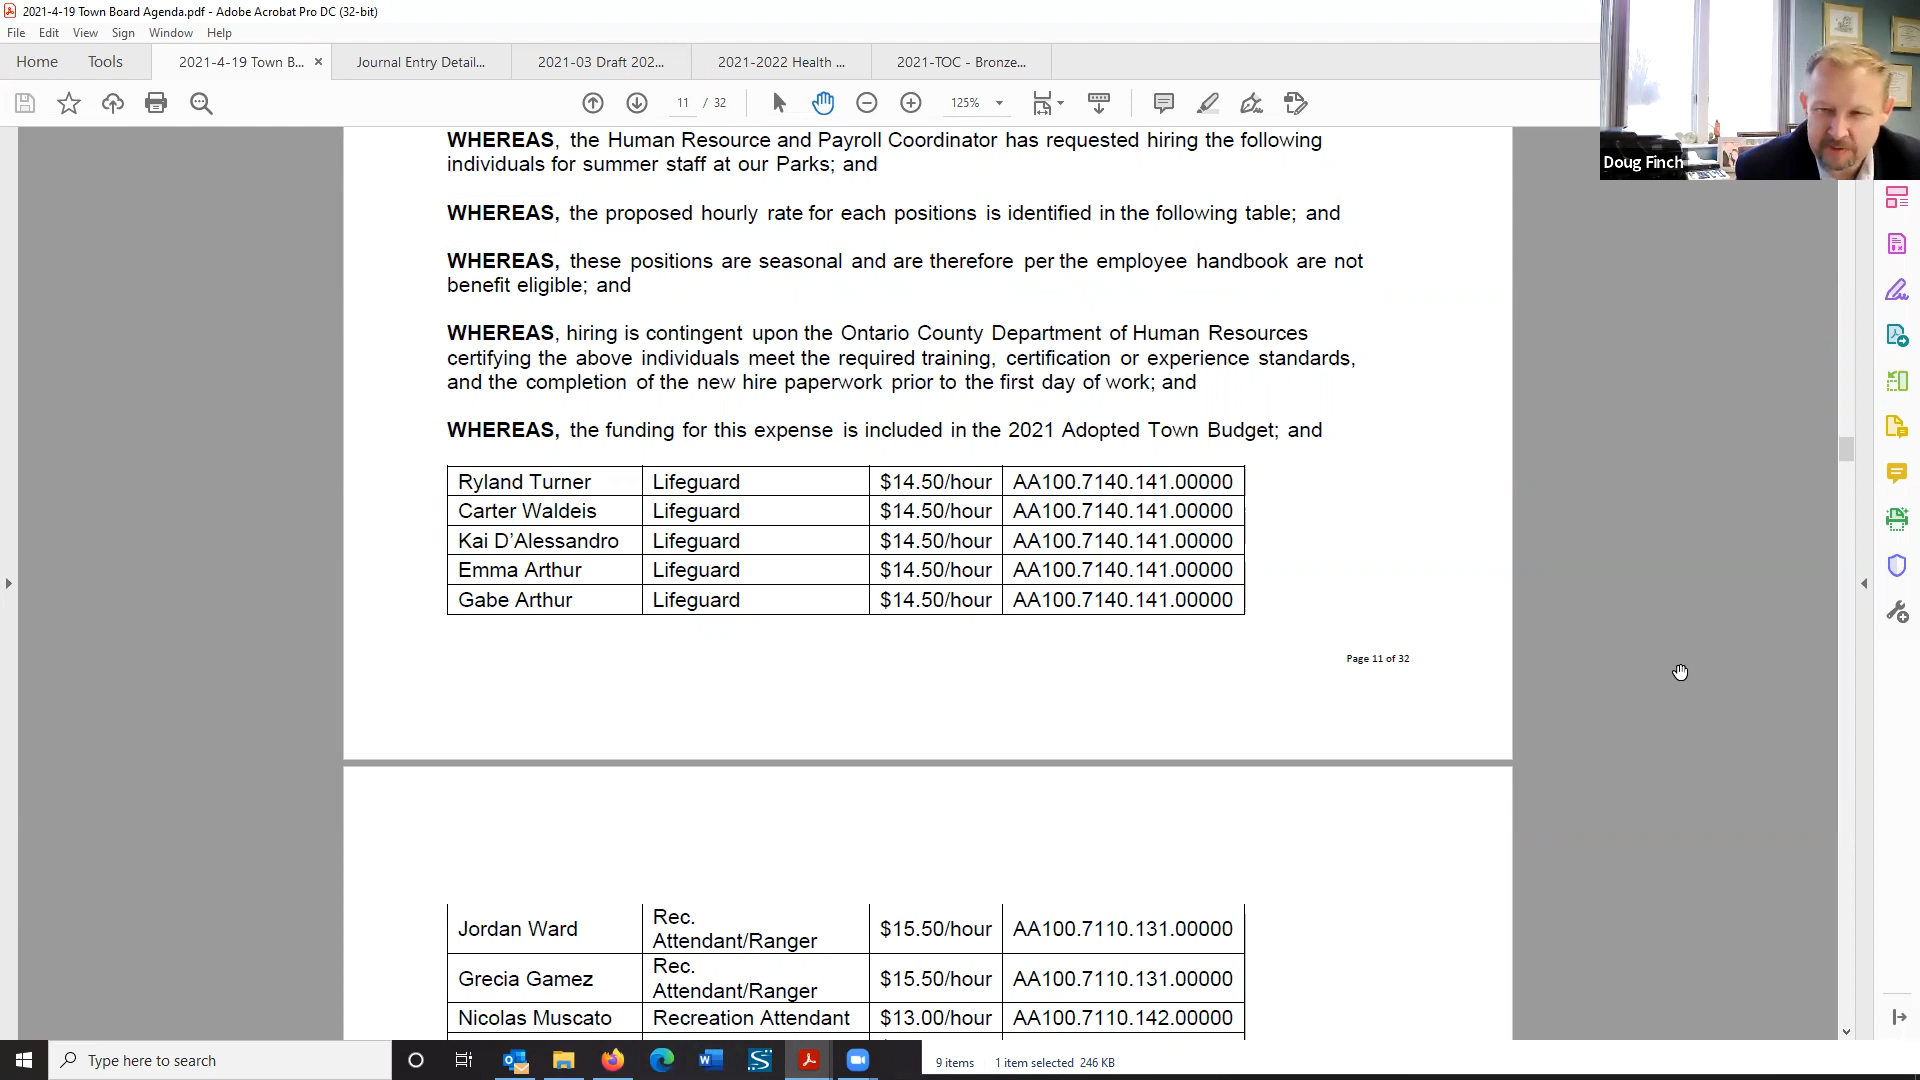 2021-4-19 Town Board Agenda.pdf - Adobe Acrobat Pro DC (32-bit)
File Edit View Sign Window Help
Home Tools 2021-4-19 Town B... × Journal Entry Detail... 2021-03 Draft 202... 2021-2022 Health ... 2021-TOC - Bronze...
11 / 32 125%
Doug Finch
WHEREAS, the Human Resource and Payroll Coordinator has requested hiring the following
individuals for summer staff at our Parks; and
WHEREAS, the proposed hourly rate for each positions is identified in the following table; and
WHEREAS, these positions are seasonal and are therefore per the employee handbook are not
benefit eligible; and
WHEREAS, hiring is contingent upon the Ontario County Department of Human Resources
certifying the above individuals meet the required training, certification or experience standards,
and the completion of the new hire paperwork prior to the first day of work; and
WHEREAS, the funding for this expense is included in the 2021 Adopted Town Budget; and
Ryland Turner Lifeguard $14.50/hour AA100.7140.141.00000
Carter Waldeis Lifeguard $14.50/hour AA100.7140.141.00000
Kai D’Alessandro Lifeguard $14.50/hour AA100.7140.141.00000
Emma Arthur Lifeguard $14.50/hour AA100.7140.141.00000
Gabe Arthur Lifeguard $14.50/hour AA100.7140.141.00000
Page 11 of 32
Jordan Ward Rec. Attendant/Ranger $15.50/hour AA100.7110.131.00000
Grecia Gamez Rec. Attendant/Ranger $15.50/hour AA100.7110.131.00000
Nicolas Muscato Recreation Attendant $13.00/hour AA100.7110.142.00000
Type here to search
9 items 1 item selected 246 KB